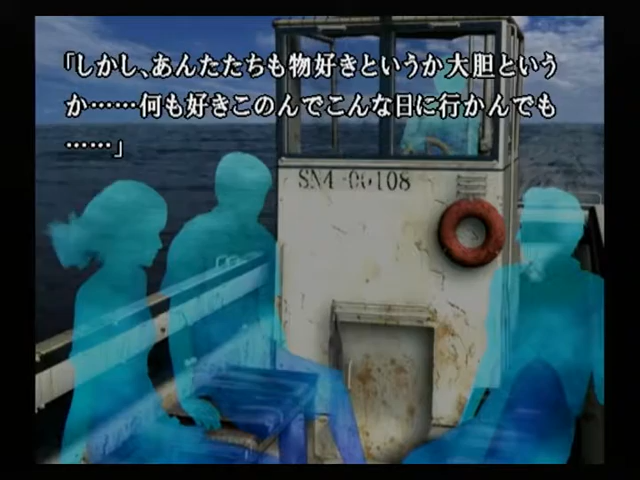 「しかし、あんたたちも物好きというか大胆という
か……何も好きこのんでこんな日に行かんでも
……」
SN4-00108